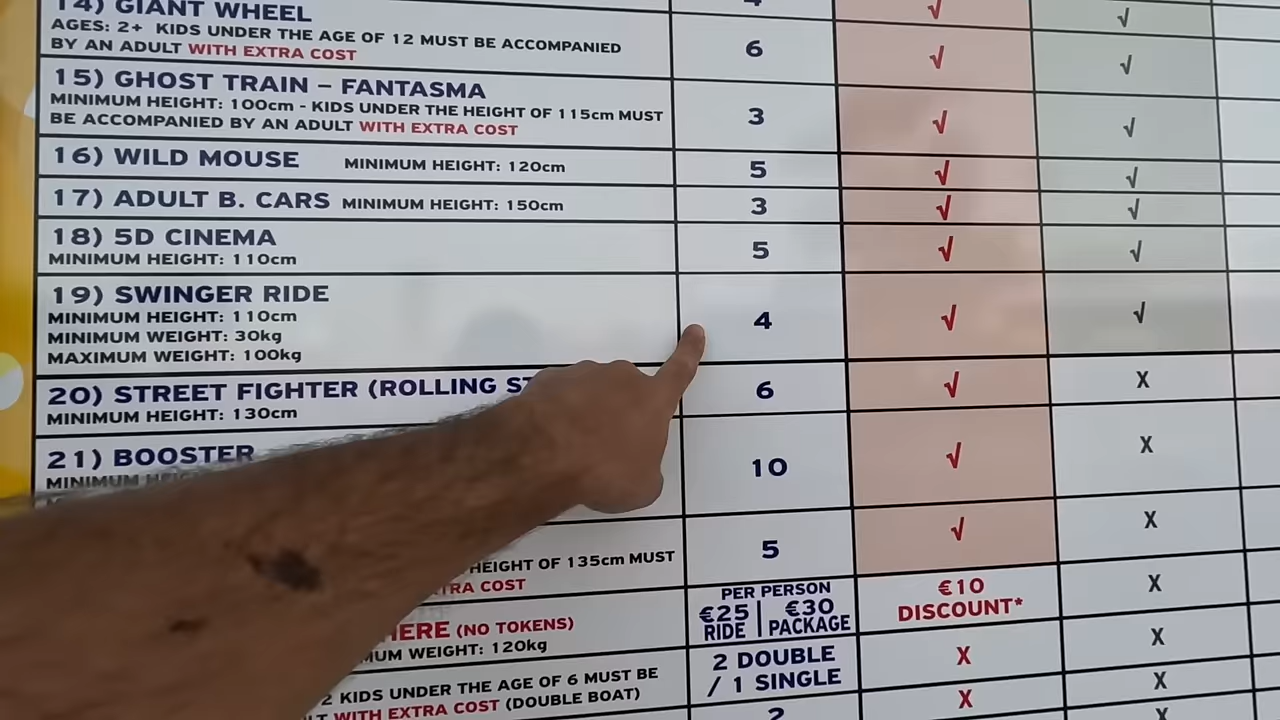 4
√
√
14) GIANT WHEEL
AGES: 2+ KIDS UNDER THE AGE OF 12 MUST BE ACCOMPANIED
BY AN ADULT WITH EXTRA COST
6
√
√
15) GHOST TRAIN – FANTASMA
MINIMUM HEIGHT: 100cm - KIDS UNDER THE HEIGHT OF 115cm MUST
BE ACCOMPANIED BY AN ADULT WITH EXTRA COST
3
√
√
16) WILD MOUSE MINIMUM HEIGHT: 120cm
5
√
√
17) ADULT B. CARS MINIMUM HEIGHT: 150cm
3
√
√
18) 5D CINEMA
MINIMUM HEIGHT: 110cm
5
√
√
19) SWINGER RIDE
MINIMUM HEIGHT: 110cm
MINIMUM WEIGHT: 30kg
MAXIMUM WEIGHT: 100kg
4
√
√
20) STREET FIGHTER (ROLLING
MINIMUM HEIGHT: 130cm
6
√
X
21) BOOSTER
MINIMUM
10
√
X
HEIGHT OF 135cm MUST
COST
5
√
X
(NO TOKENS)
WEIGHT: 120kg
PER PERSON
€25 RIDE | €30 PACKAGE
€10
DISCOUNT*
X
2 KIDS UNDER THE AGE OF 6 MUST BE
WITH EXTRA COST (DOUBLE BOAT)
2 DOUBLE
/ 1 SINGLE
X
X
2
X
X
X